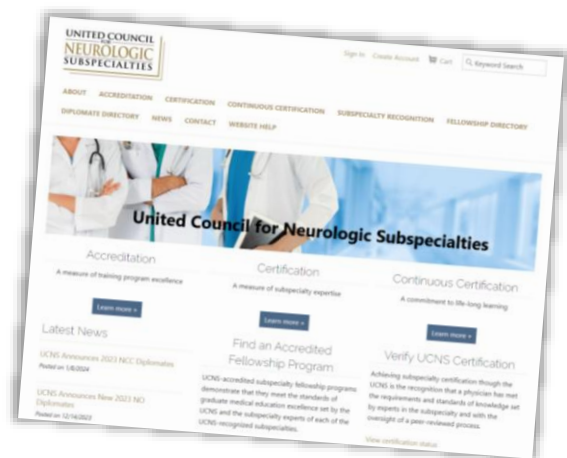 UNITED COUNCIL
FOR
NEUROLOGIC
SUBSPECIALTIES
Sign In Create Account Cart Keyword Search
ABOUT ACCREDITATION CERTIFICATION CONTINUOUS CERTIFICATION SUBSPECIALTY RECOGNITION FELLOWSHIP DIRECTORY
DIPLOMATE DIRECTORY NEWS CONTACT WEBSITE HELP
United Council for Neurologic Subspecialties
Accreditation
A measure of training program excellence
Learn more »
Certification
A measure of subspecialty expertise
Learn more »
Continuous Certification
A commitment to life-long learning
Learn more »
Latest News
UCNS Announces 2023 NCC Diplomates
Posted on 1/8/2024
UCNS Announces New 2023 NO
Diplomates
Posted on 12/14/2023
Find an Accredited
Fellowship Program
UCNS-accredited subspecialty fellowship programs
demonstrate that they meet the standards of
graduate medical education excellence set by the
UCNS and the subspecialty experts of each of the
UCNS-recognized subspecialties.
Verify UCNS Certification
Achieving subspecialty certification though the
UCNS is the recognition that a physician has met
the requirements and standards of knowledge set
by experts in the subspecialty and with the
oversight of a peer-reviewed process.
View certification status